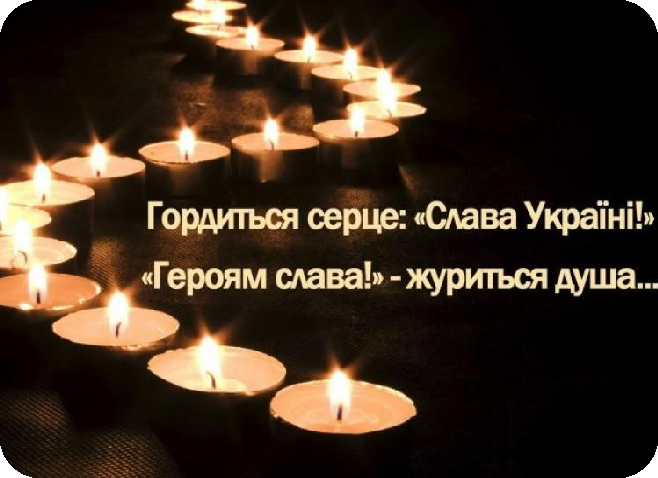 Гордиться серце: «Слава Україні!»
«Героям слава!» - журиться душа...